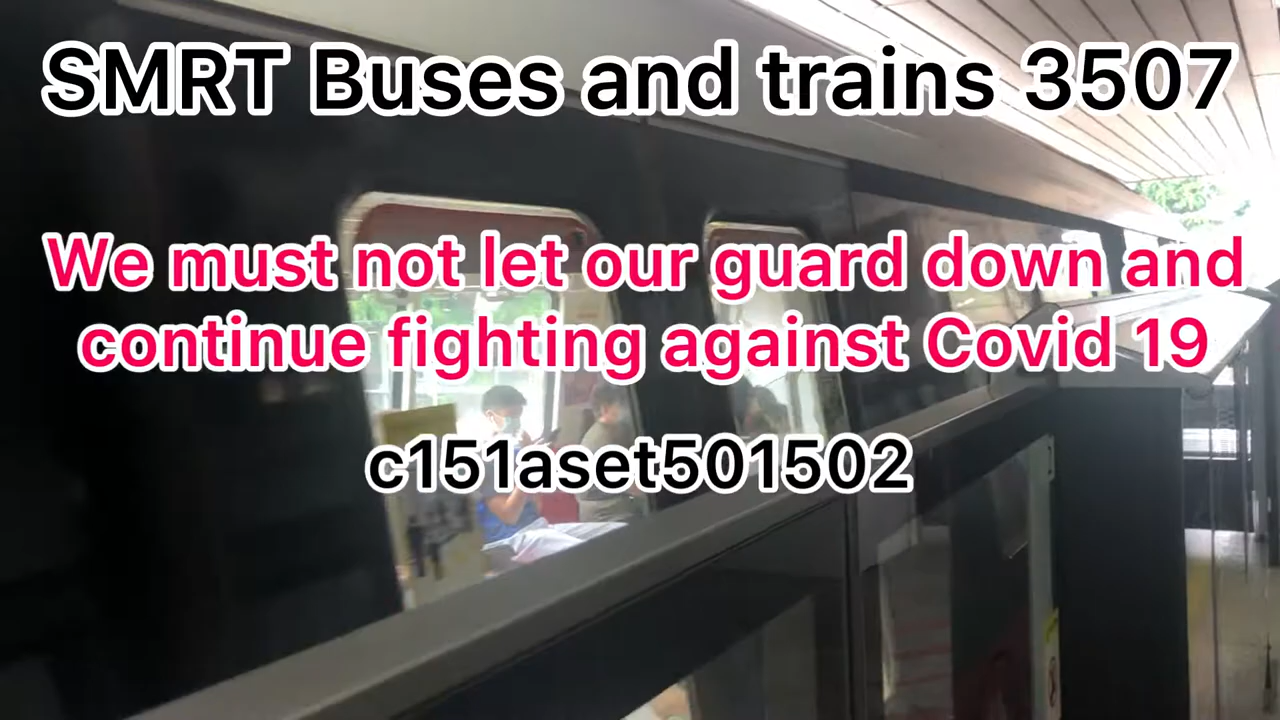 SMRT Buses and trains 3507
We must not let our guard down and
continue fighting against Covid 19
c151aset501502